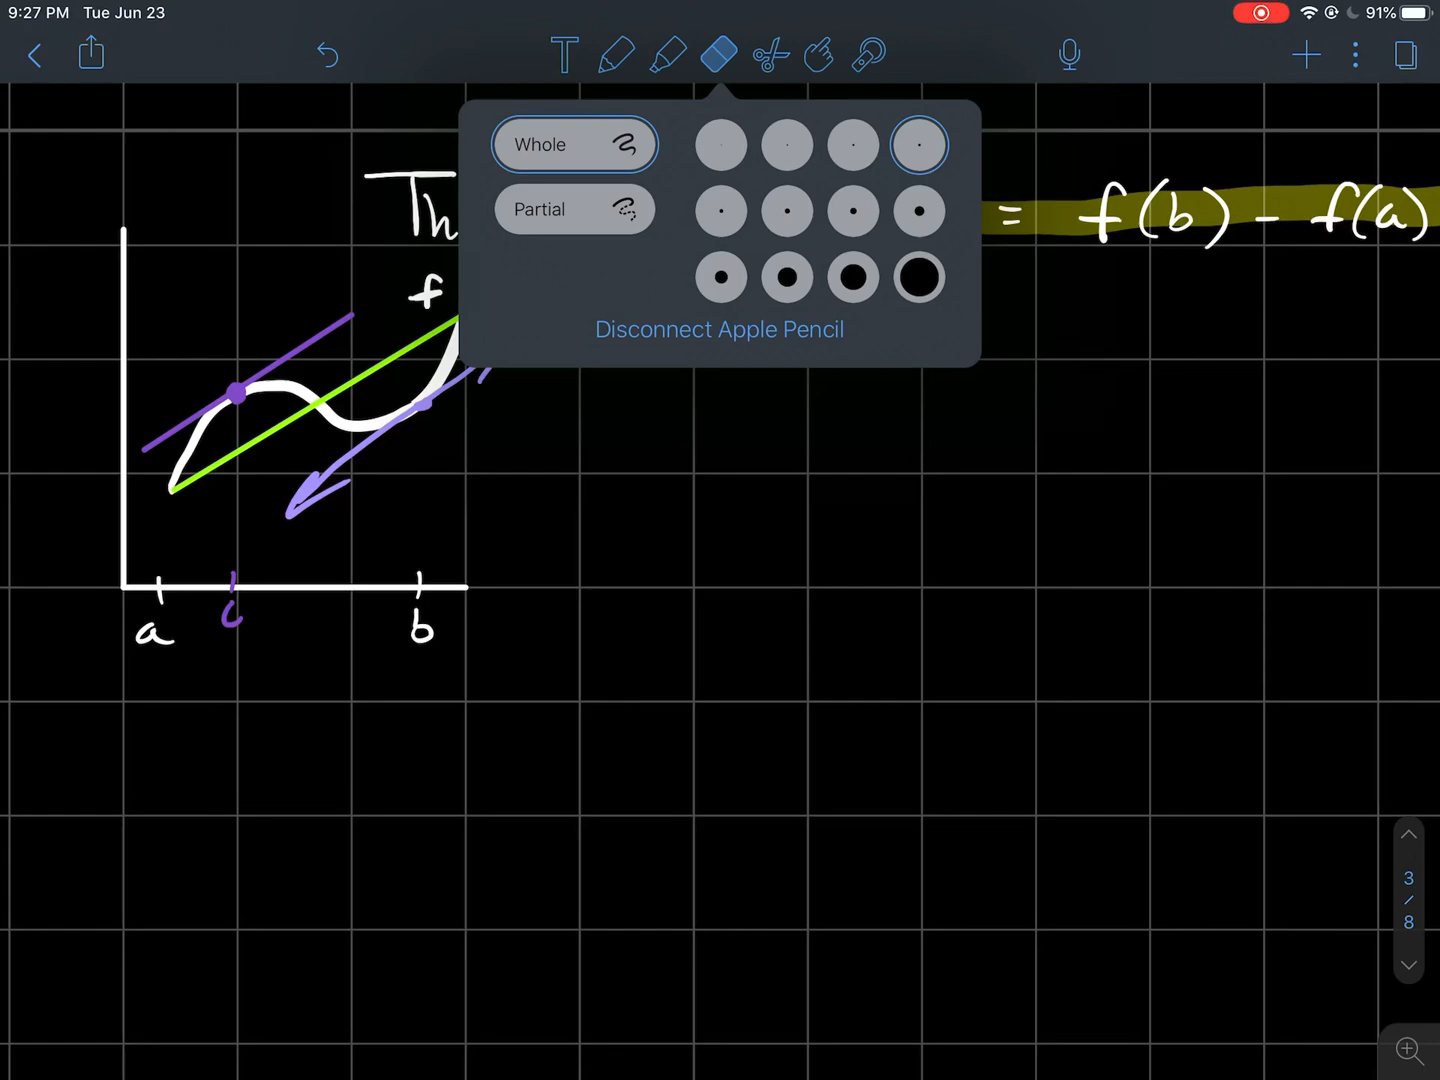 9:27 PM Tue Jun 23
91%
T
Whole
Partial
Disconnect Apple Pencil
Th
= f(b) - f(a)
f
a c b
3
/
8